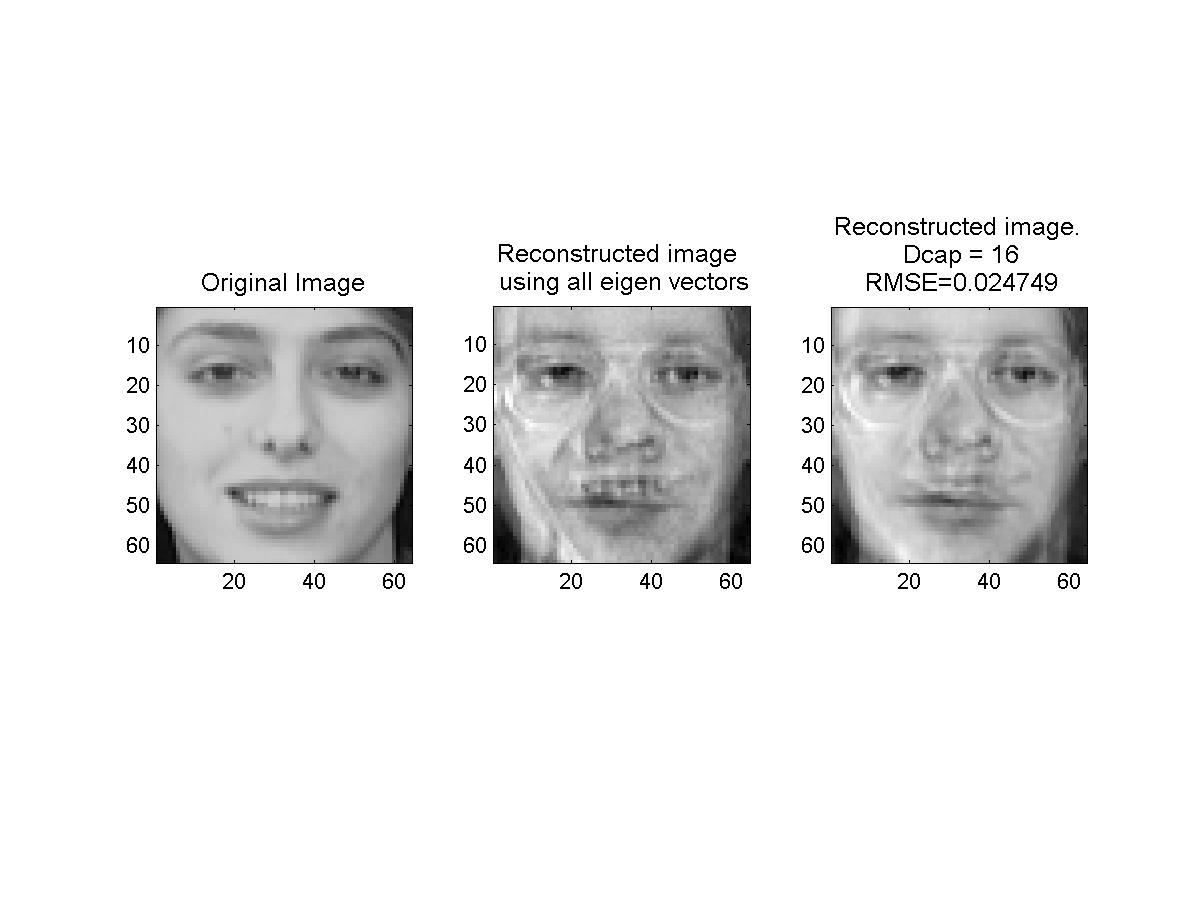 Original Image
10
20
30
40
50
60
20 40 60
Reconstructed image
using all eigen vectors
10
20
30
40
50
60
20 40 60
Reconstructed image.
Dcap = 16
RMSE=0.024749
10
20
30
40
50
60
20 40 60